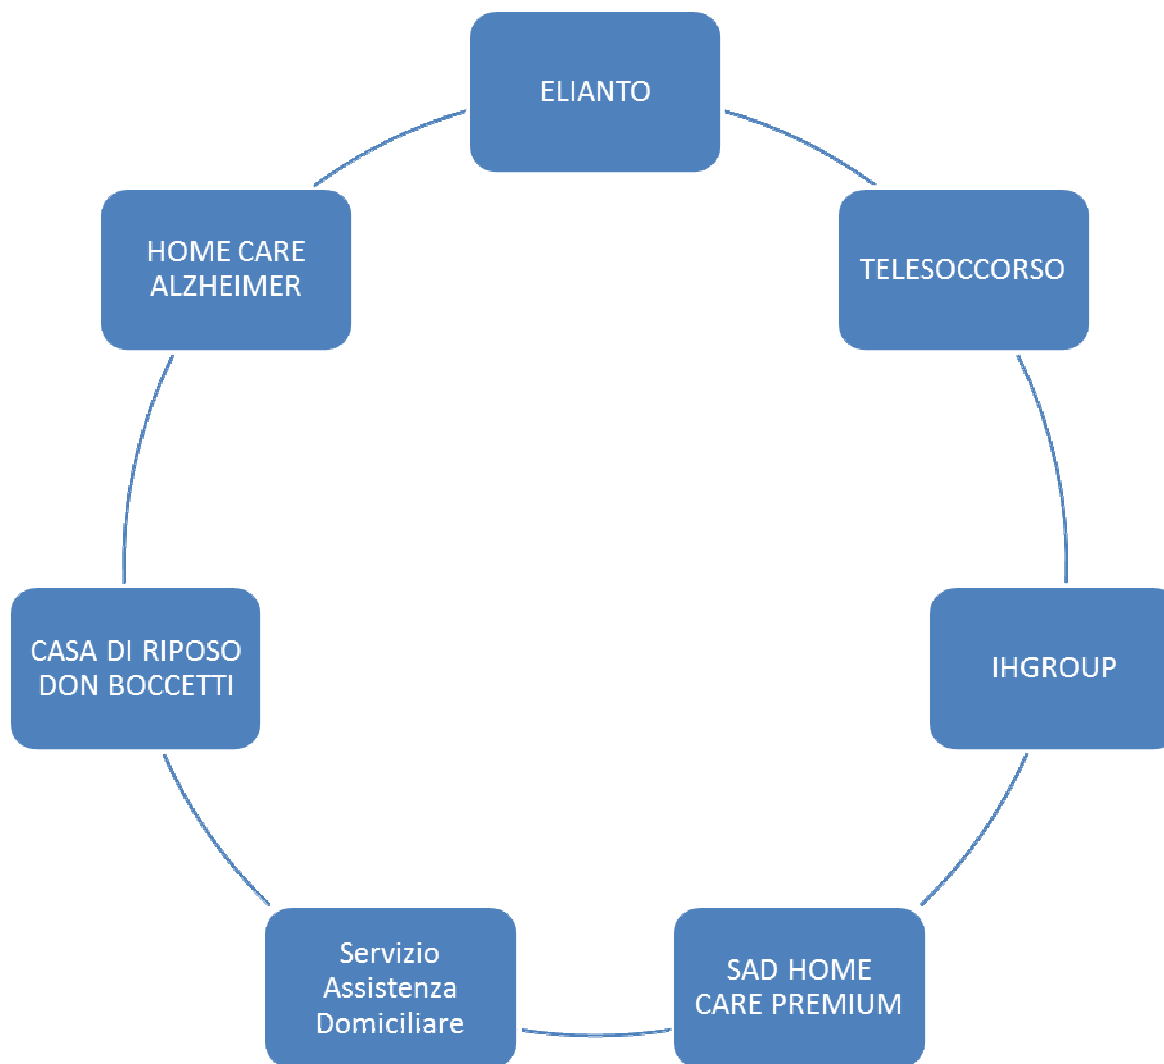 ELIANTO
TELESOCCORSO
IHGROUP
SAD HOME
CARE PREMIUM
Servizio
Assistenza
Domiciliare
CASA DI RIPOSO
DON BOCCETTI
HOME CARE
ALZHEIMER